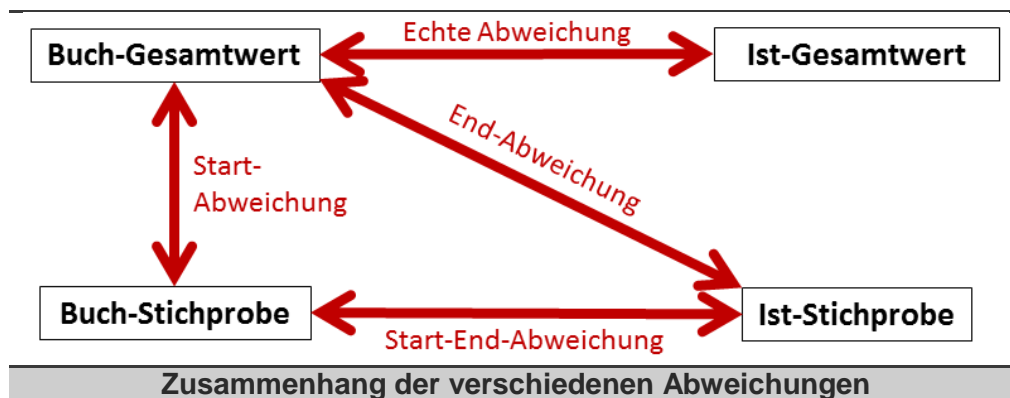 Echte Abweichung
Buch-Gesamtwert
Ist-Gesamtwert
End-Abweichung
Start-
Abweichung
Buch-Stichprobe
Ist-Stichprobe
Start-End-Abweichung
Zusammenhang der verschiedenen Abweichungen